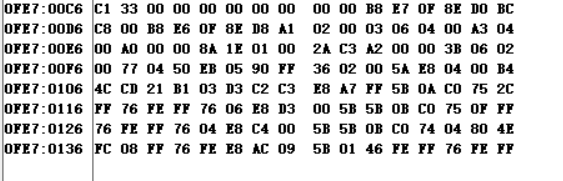 0FE7:00C6 C1 33 00 00 00 00 00 00 00 00 B8 E7 0F 8E D0 BC
0FE7:00D6 C8 00 B8 E6 0F 8E D8 A1 02 00 03 06 04 00 A3 04
0FE7:00E6 00 A0 00 00 8A 1E 01 00 2A C3 A2 00 00 3B 06 02
0FE7:00F6 00 77 04 50 EB 05 90 FF 36 02 00 5A E8 04 00 B4
0FE7:0106 4C CD 21 B1 03 D3 C2 C3 E8 A7 FF 5B 0A C0 75 2C
0FE7:0116 FF 76 FE FF 76 06 E8 D3 00 5B 5B 0B C0 75 0F FF
0FE7:0126 76 FE FF 76 04 E8 C4 00 5B 5B 0B C0 74 04 80 4E
0FE7:0136 FC 08 FF 76 FE E8 AC 09 5B 01 46 FE FF 76 FE FF